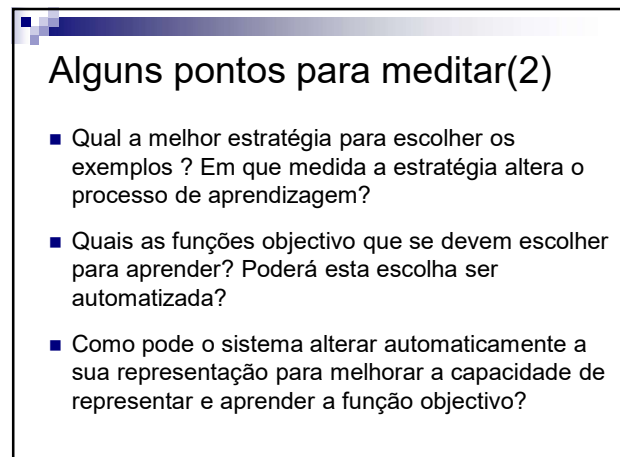 Alguns pontos para meditar(2)
Qual a melhor estratégia para escolher os
exemplos ? Em que medida a estratégia altera o
processo de aprendizagem?
Quais as funções objectivo que se devem escolher
para aprender? Poderá esta escolha ser
automatizada?
Como pode o sistema alterar automaticamente a
sua representação para melhorar a capacidade de
representar e aprender a função objectivo?